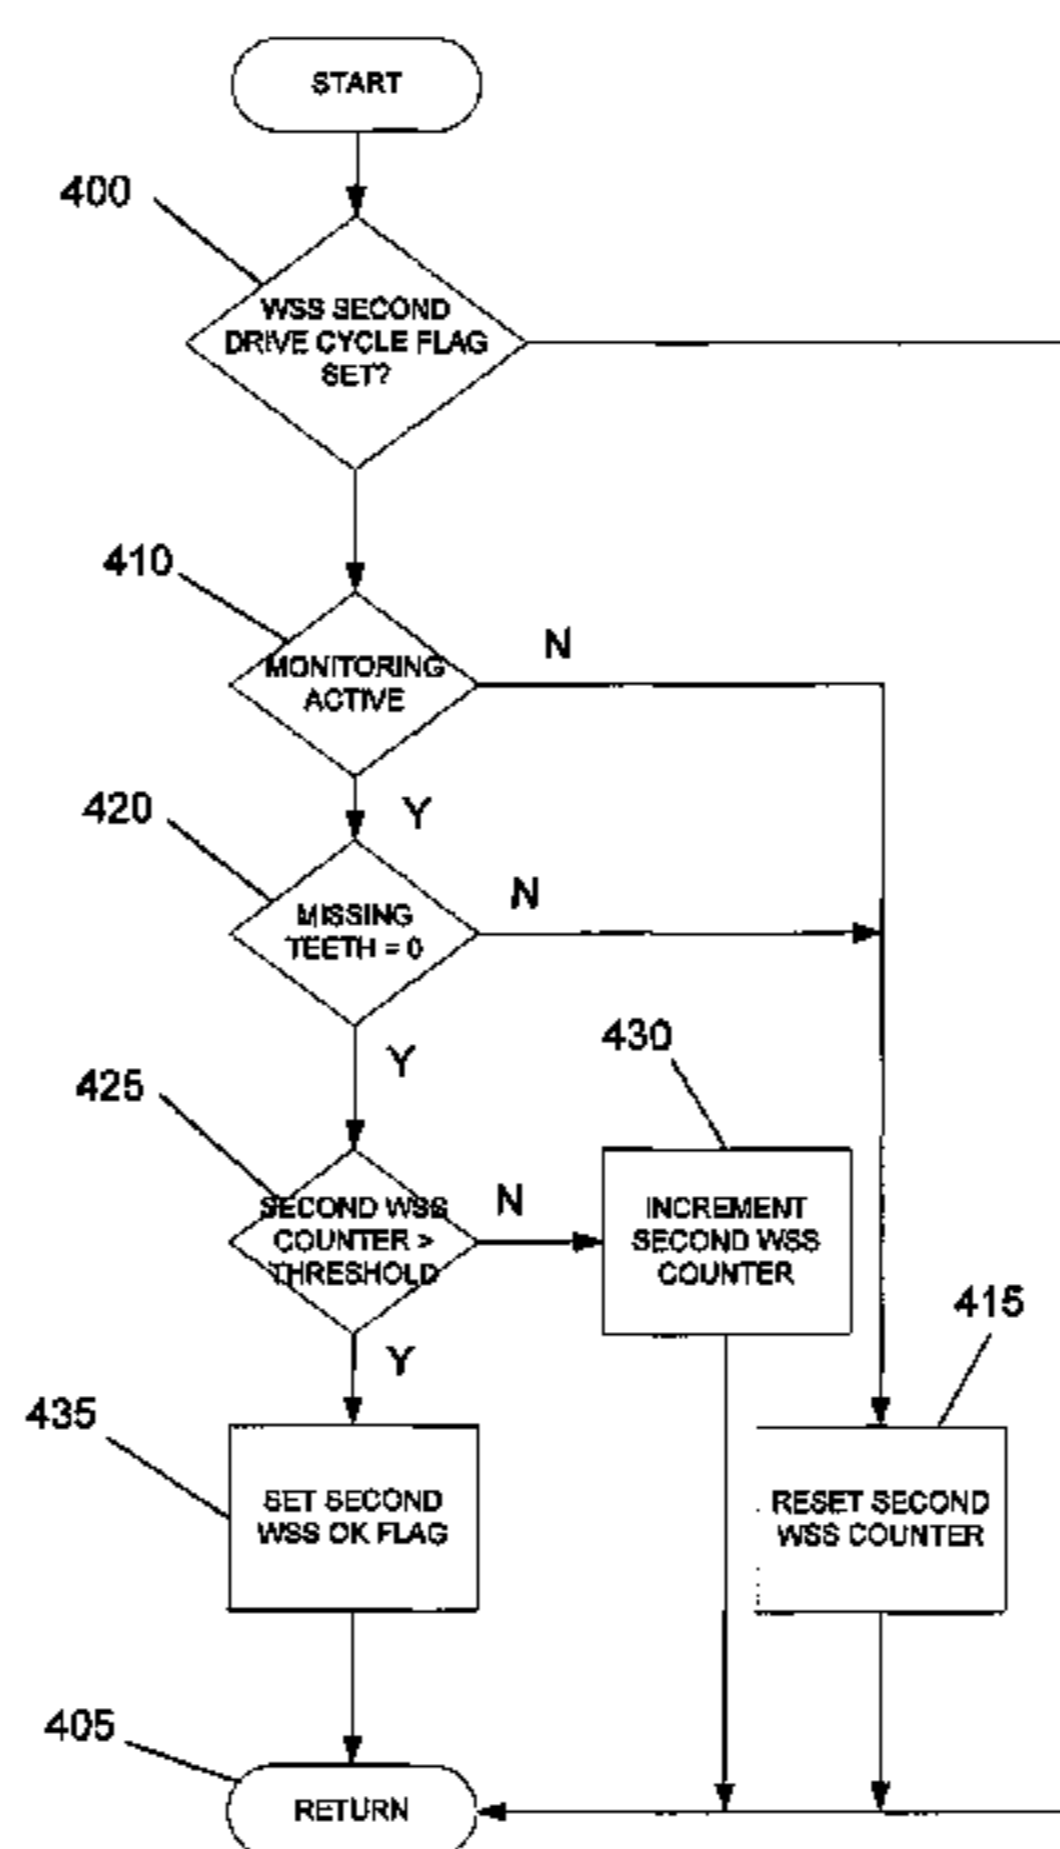 START
400
WSS SECOND
DRIVE CYCLE FLAG
SET?
410
MONITORING
ACTIVE
N
Y
420
MISSING
TEETH = 0
N
Y
425
SECOND WSS
COUNTER >
THRESHOLD
N
Y
430
INCREMENT
SECOND WSS
COUNTER
415
RESET SECOND
WSS COUNTER
435
SET SECOND
WSS OK FLAG
405
RETURN